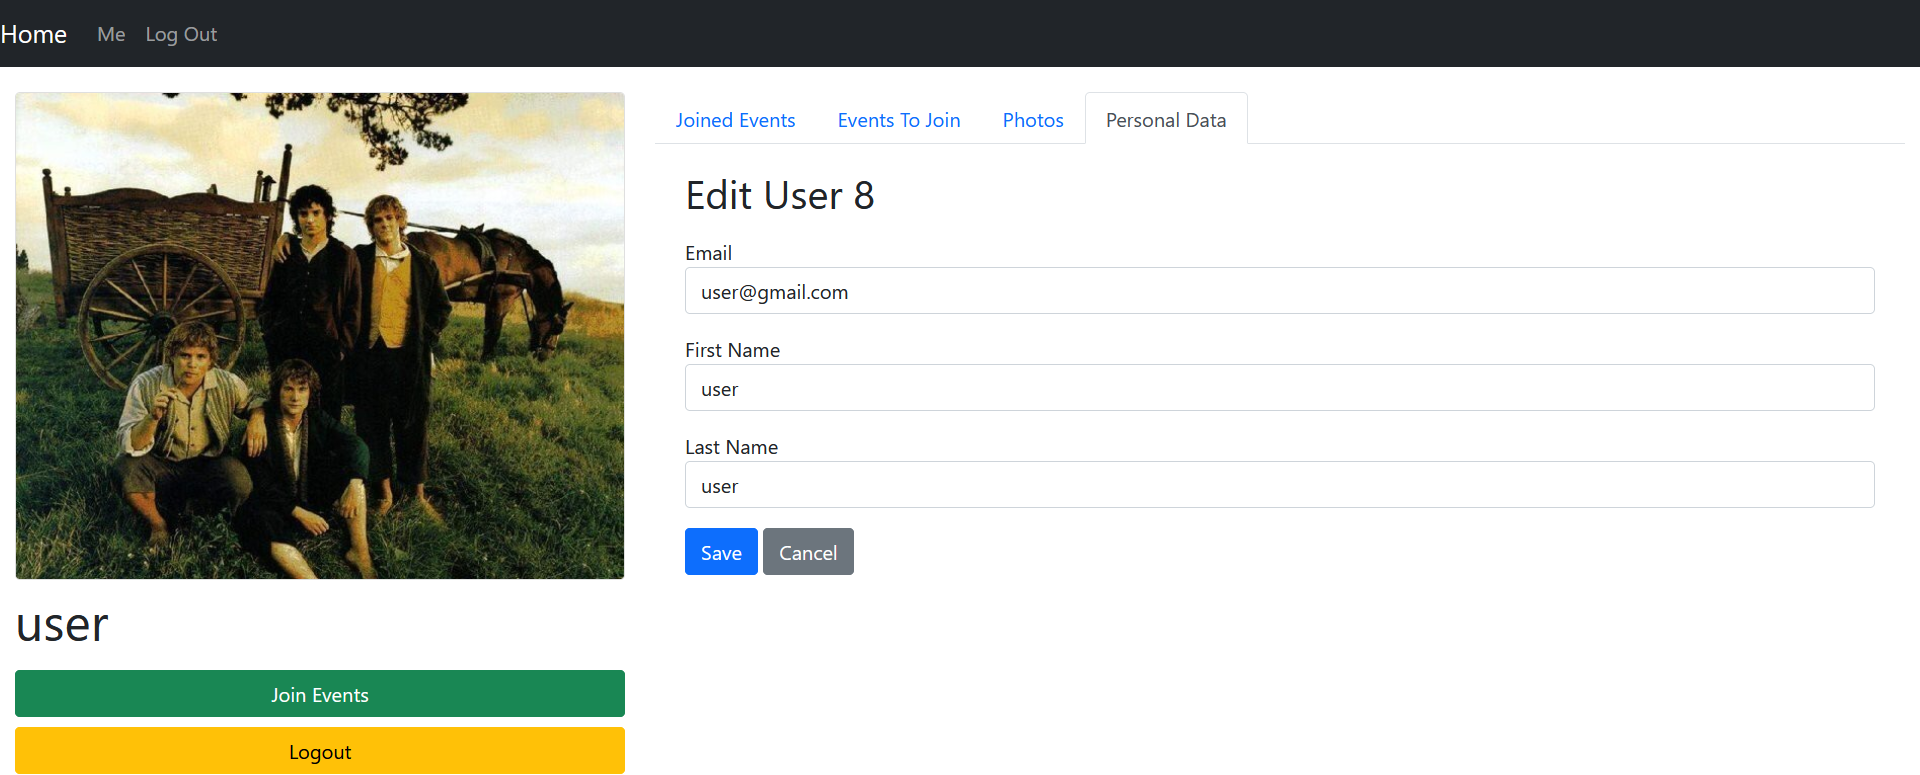 Home Me Log Out
Joined Events Events To Join Photos Personal Data
Edit User 8
Email
user@gmail.com
First Name
user
Last Name
user
Save Cancel
user
Join Events
Logout